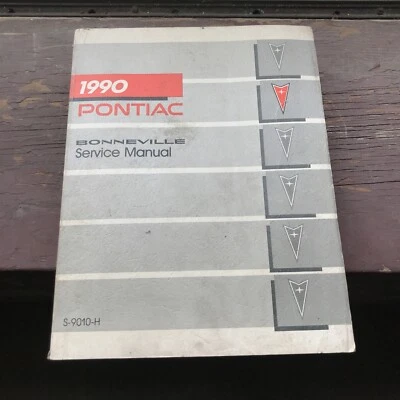 1990
PONTIAC
BONNEVILLE
Service Manual
S-9010-H